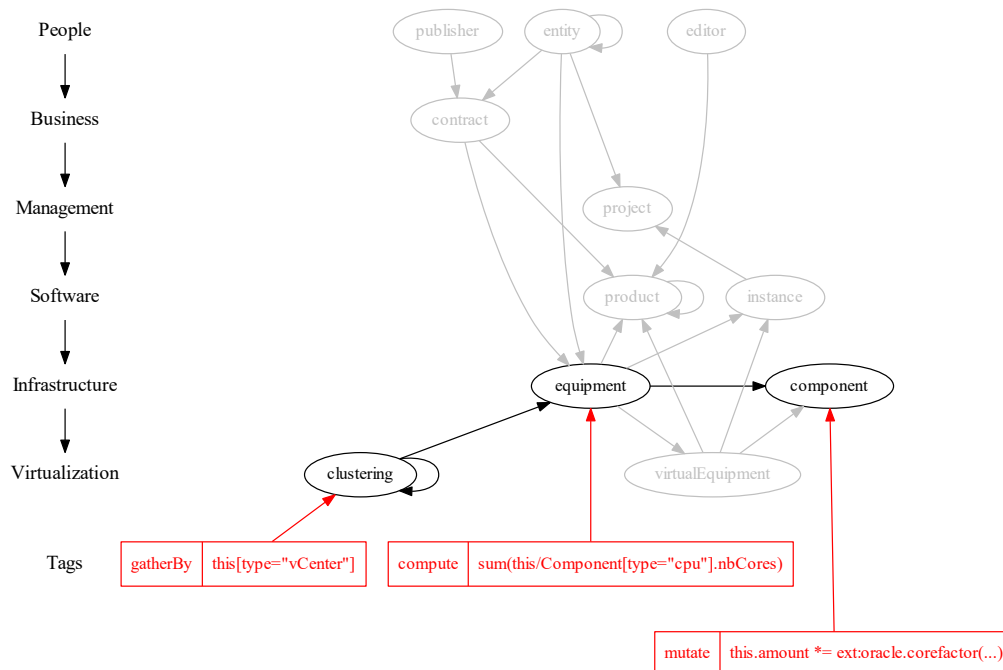 People
publisher
entity
editor
Business
contract
Management
project
Software
product
instance
Infrastructure
equipment
component
Virtualization
clustering
virtualEquipment
Tags
gatherBy this[type="vCenter"]
compute sum(this/Component[type="cpu"].nbCores)
mutate this.amount *= ext:oracle.corefactor(...)